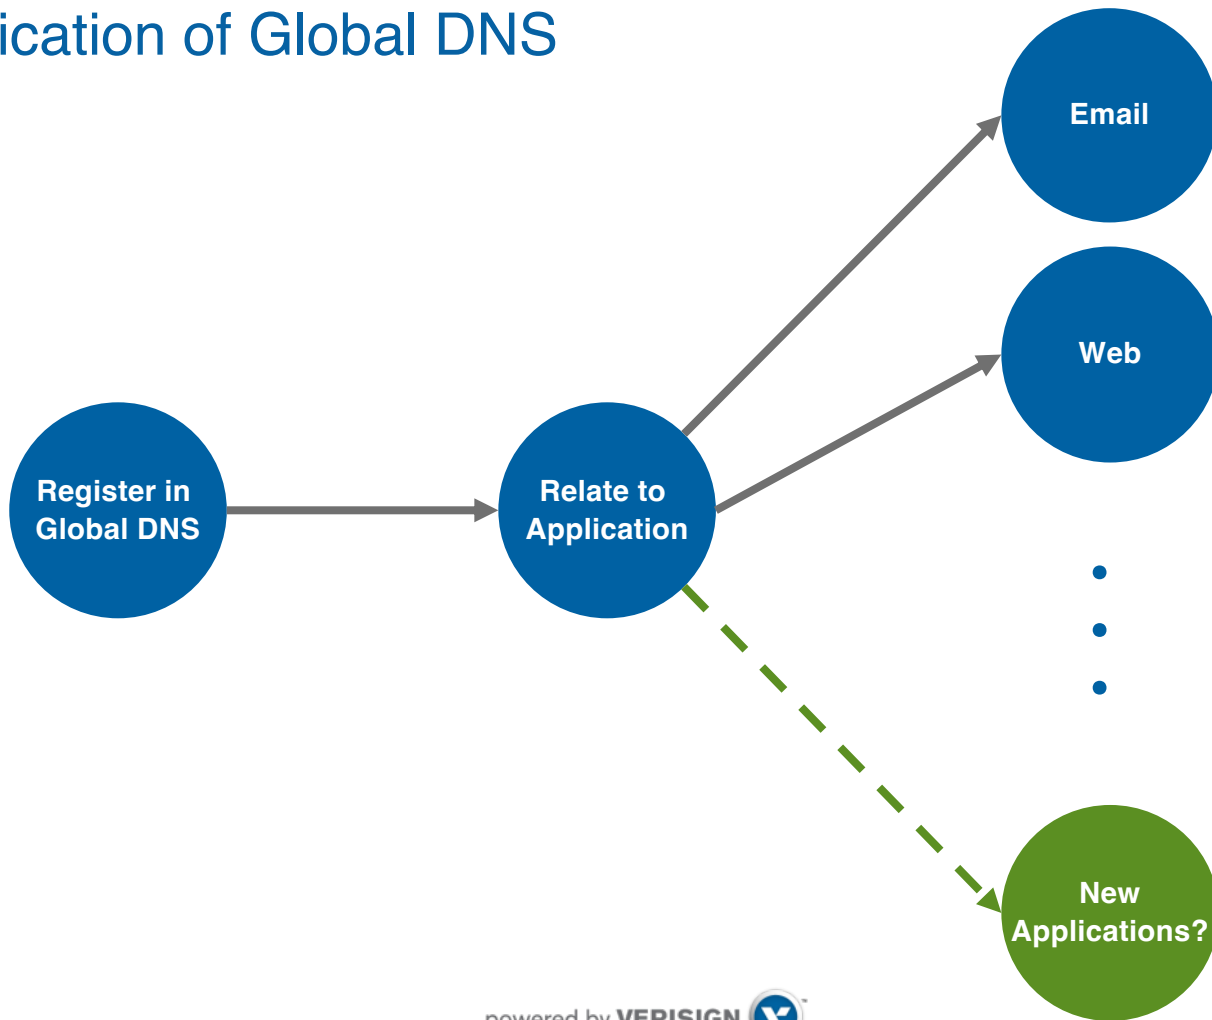 ication of Global DNS
Email
Web
Register in
Global DNS
Relate to
Application
New
Applications?
powered by VERISIGN